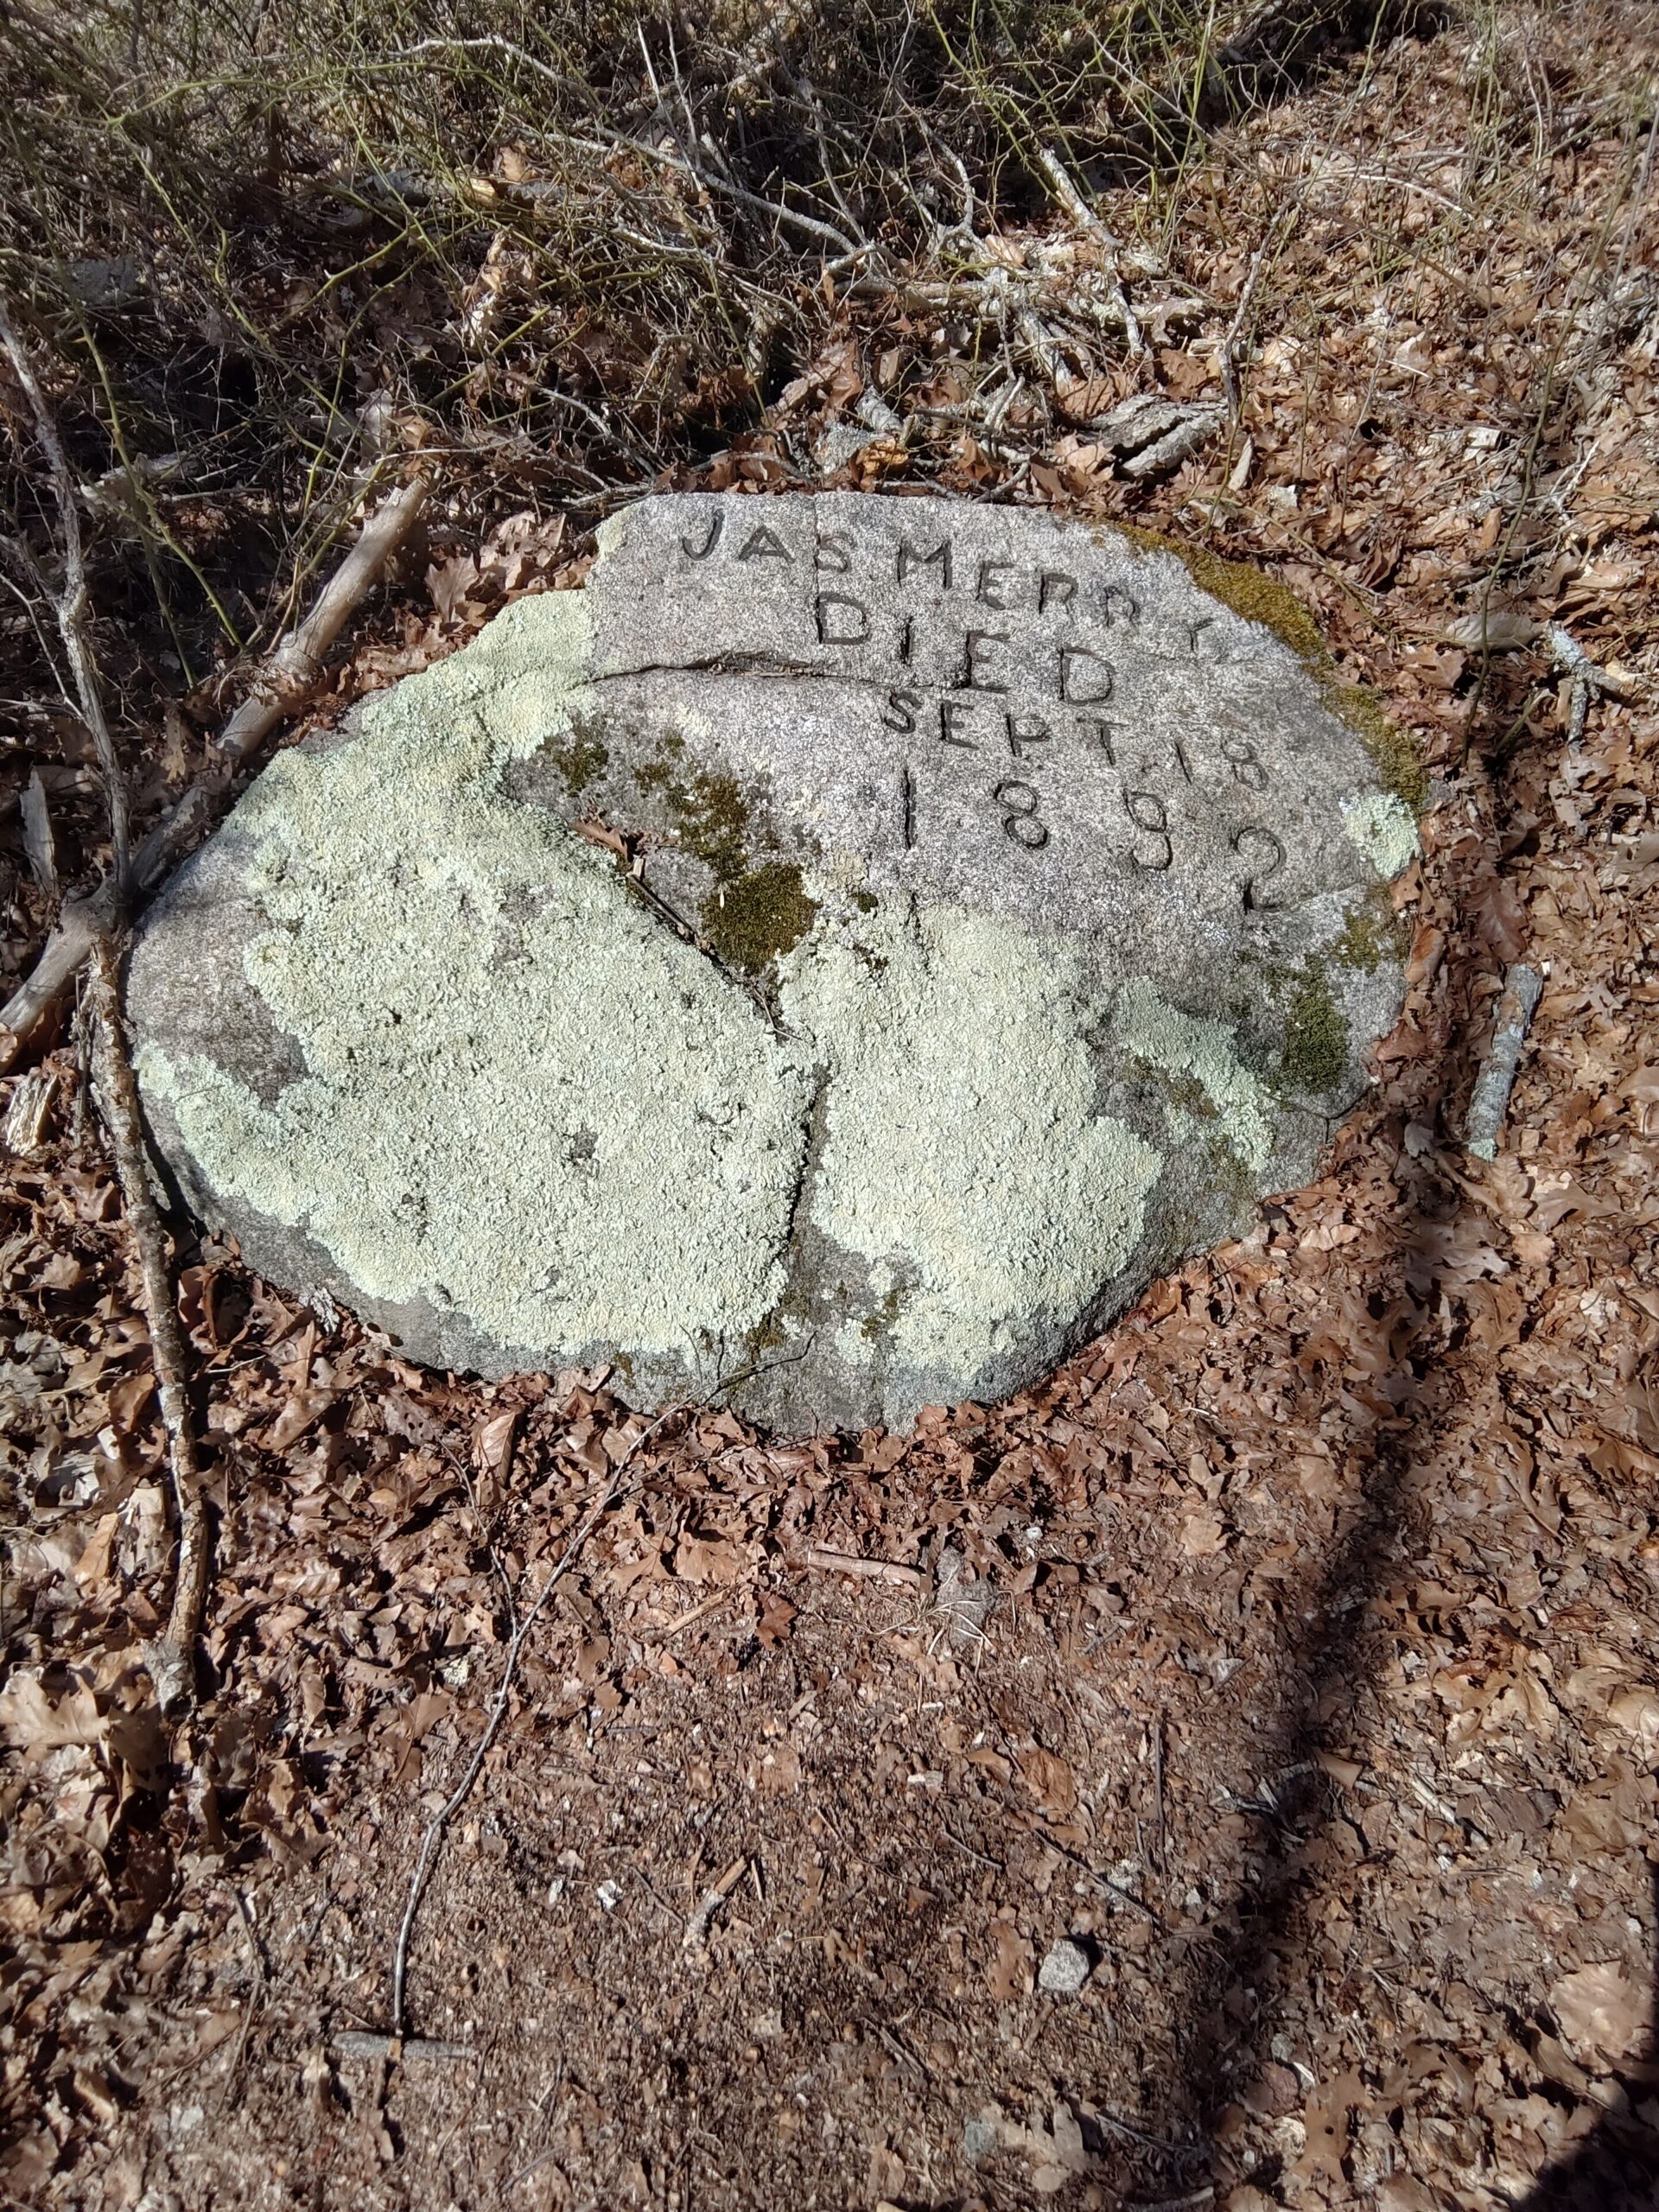 JAS MERRY
DIED
SEPT 18
1892